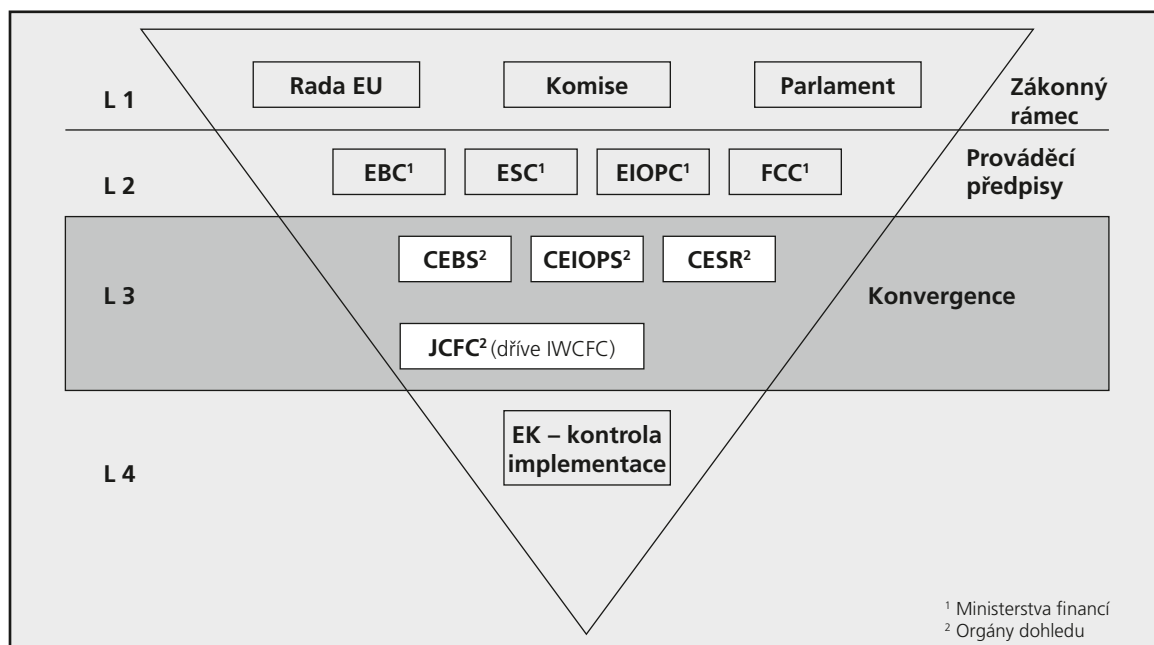 L 1
Rada EU
Komise
Parlament
Zákonný
rámec
L 2
EBC¹
ESC¹
EIOPC¹
FCC¹
Prováděcí
předpisy
L 3
CEBS²
CEIOPS²
CESR²
Konvergence
JCFC² (dříve IWCFC)
L 4
EK – kontrola
implementace
¹ Ministerstva financí
² Orgány dohledu